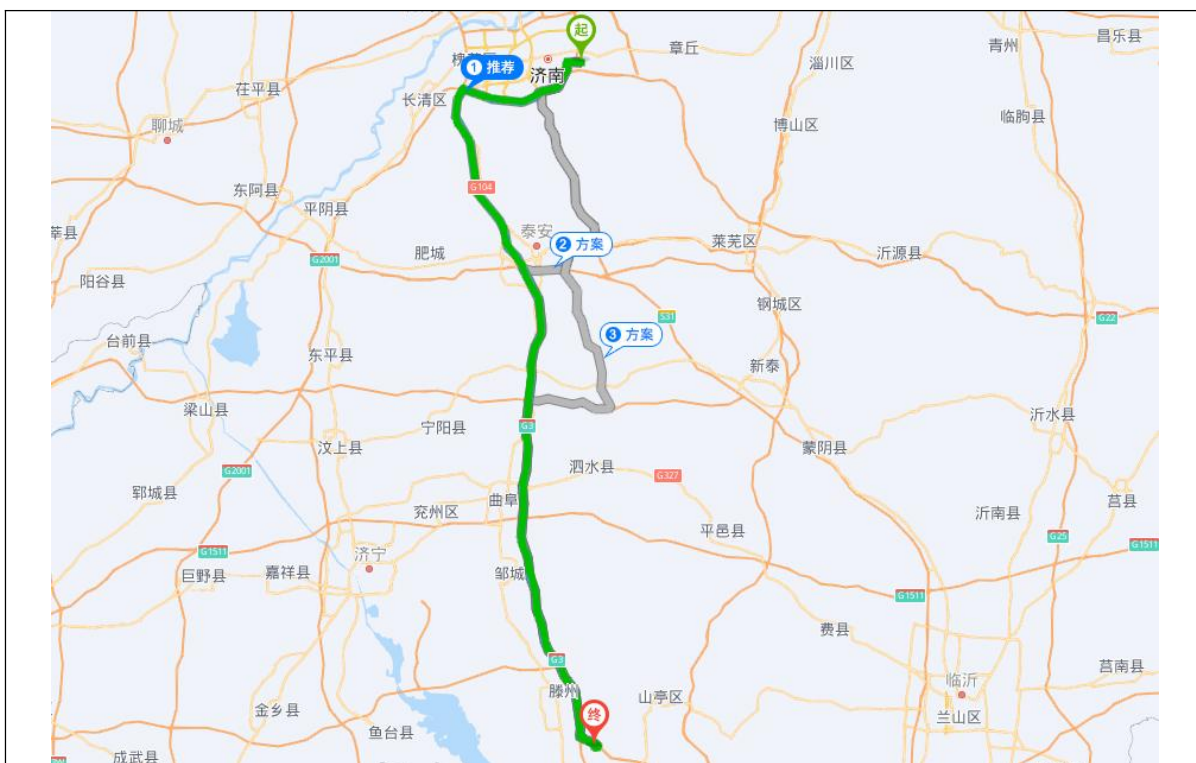 起
章丘
青州
昌乐县
槐荫区
① 推荐
济南
淄川区
茌平县
长清区
临朐县
聊城
博山区
东阿县
G104
平阴县
莘县
泰安
② 方案
莱芜区
肥城
沂源县
G2001
阳谷县
钢城区
S31
G22
台前县
③ 方案
东平县
新泰
梁山县
沂水县
宁阳县
G3
汶上县
蒙阴县
泗水县
G2001
G327
郓城县
曲阜
莒县
兖州区
沂南县
平邑县
G25
G1511
G1511
济宁
巨野县
嘉祥县
邹城
G1511
费县
G3
莒南县
临沂
滕州
山亭区
金乡县
终
兰山区
鱼台县
成武县